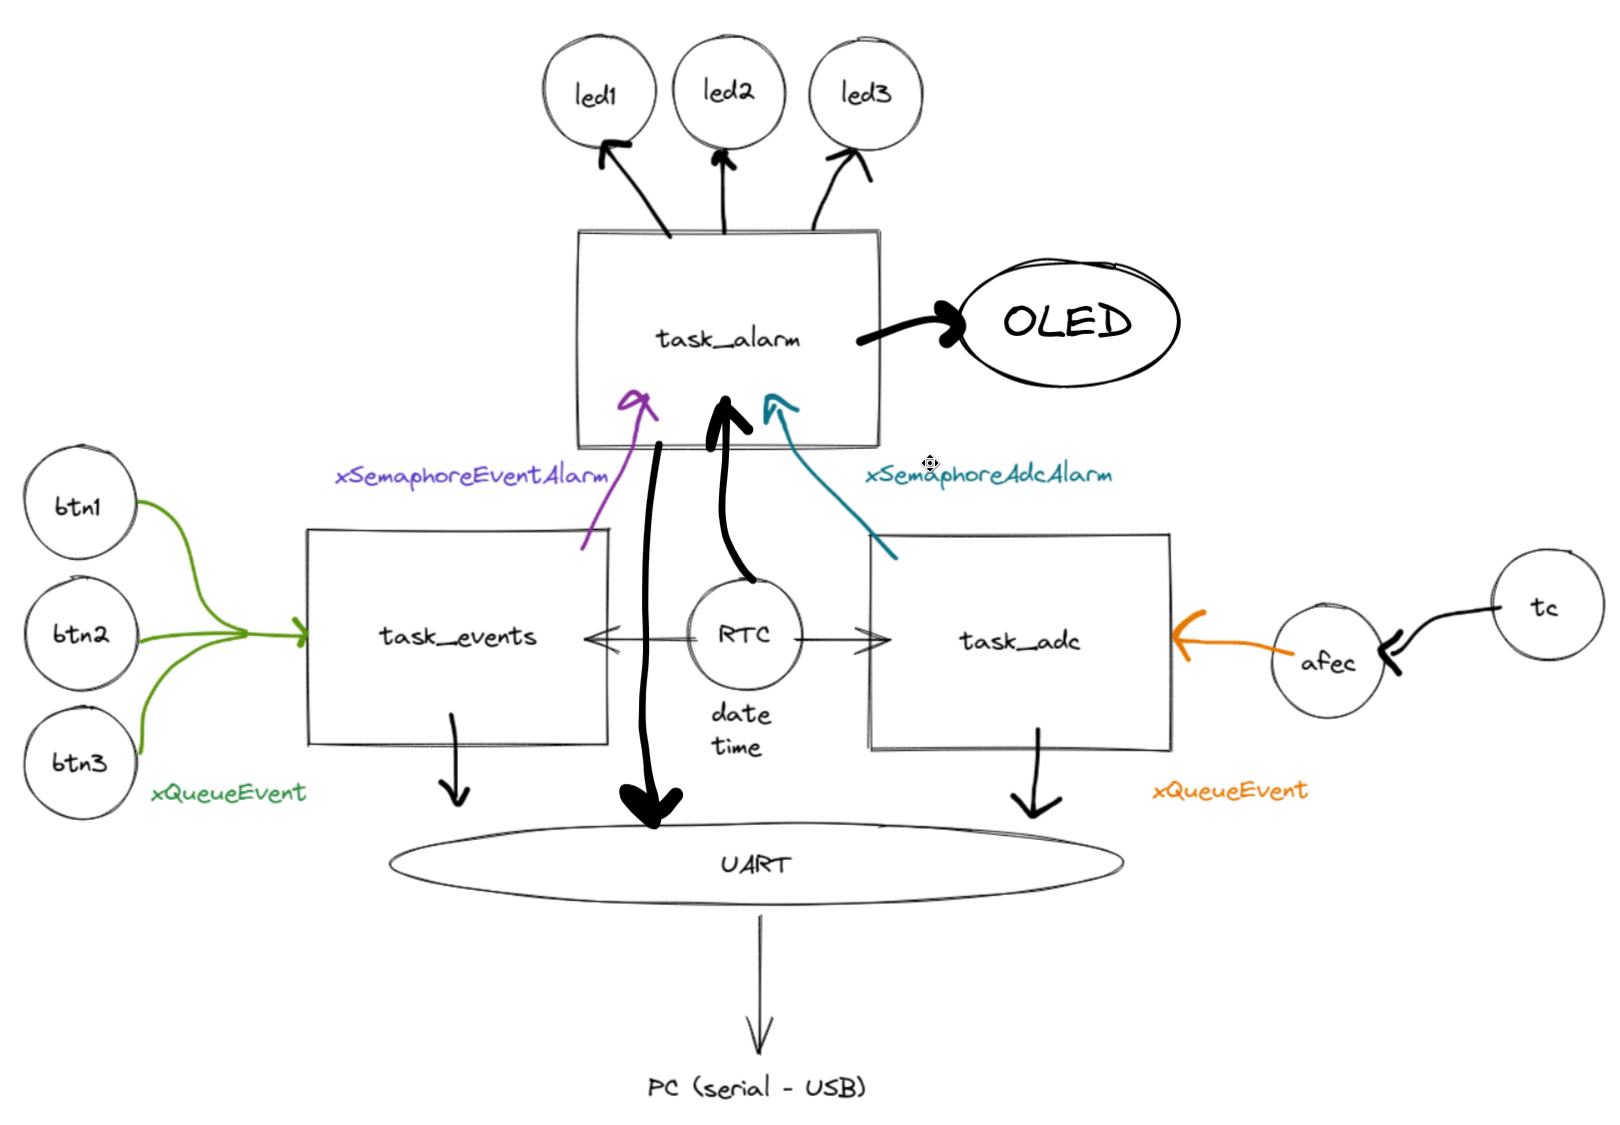 led1
led2
led3
task_alarm
OLED
xSemaphoreEventAlarm
xSemaphoreAdcAlarm
btn1
btn2
btn3
xQueueEvent
task_events
RTC
date
time
task_adc
afec
tc
xQueueEvent
UART
PC (serial - USB)